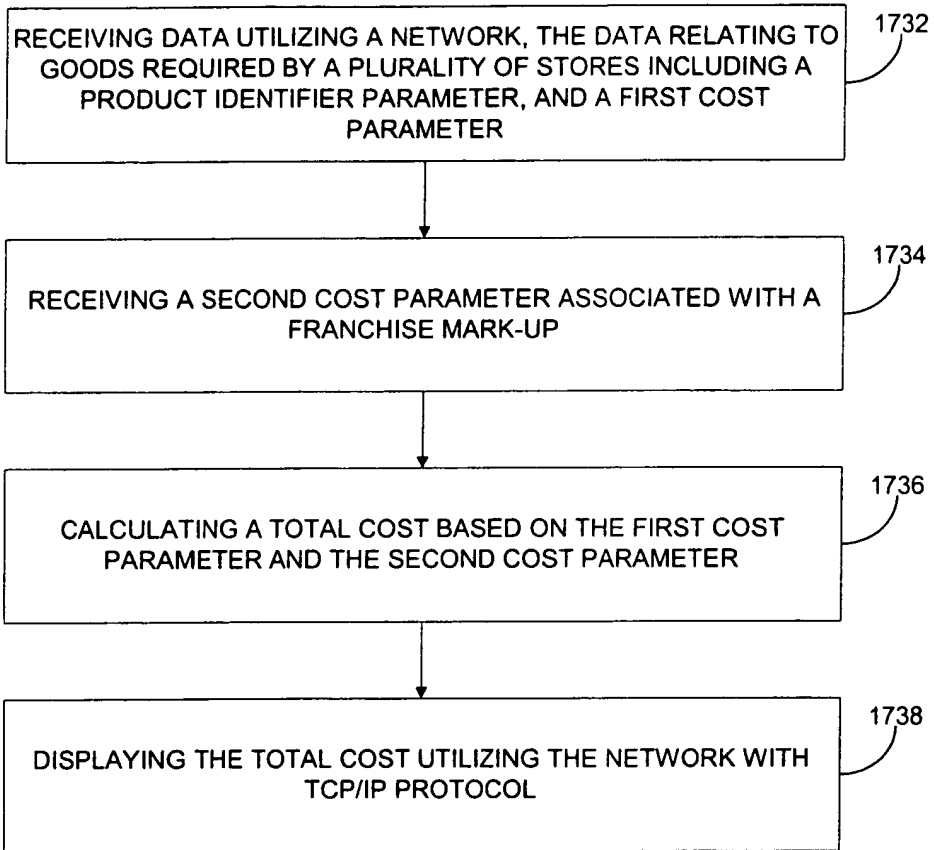 RECEIVING DATA UTILIZING A NETWORK, THE DATA RELATING TO
GOODS REQUIRED BY A PLURALITY OF STORES INCLUDING A
PRODUCT IDENTIFIER PARAMETER, AND A FIRST COST
PARAMETER
1732
RECEIVING A SECOND COST PARAMETER ASSOCIATED WITH A
FRANCHISE MARK-UP
1734
CALCULATING A TOTAL COST BASED ON THE FIRST COST
PARAMETER AND THE SECOND COST PARAMETER
1736
DISPLAYING THE TOTAL COST UTILIZING THE NETWORK WITH
TCP/IP PROTOCOL
1738